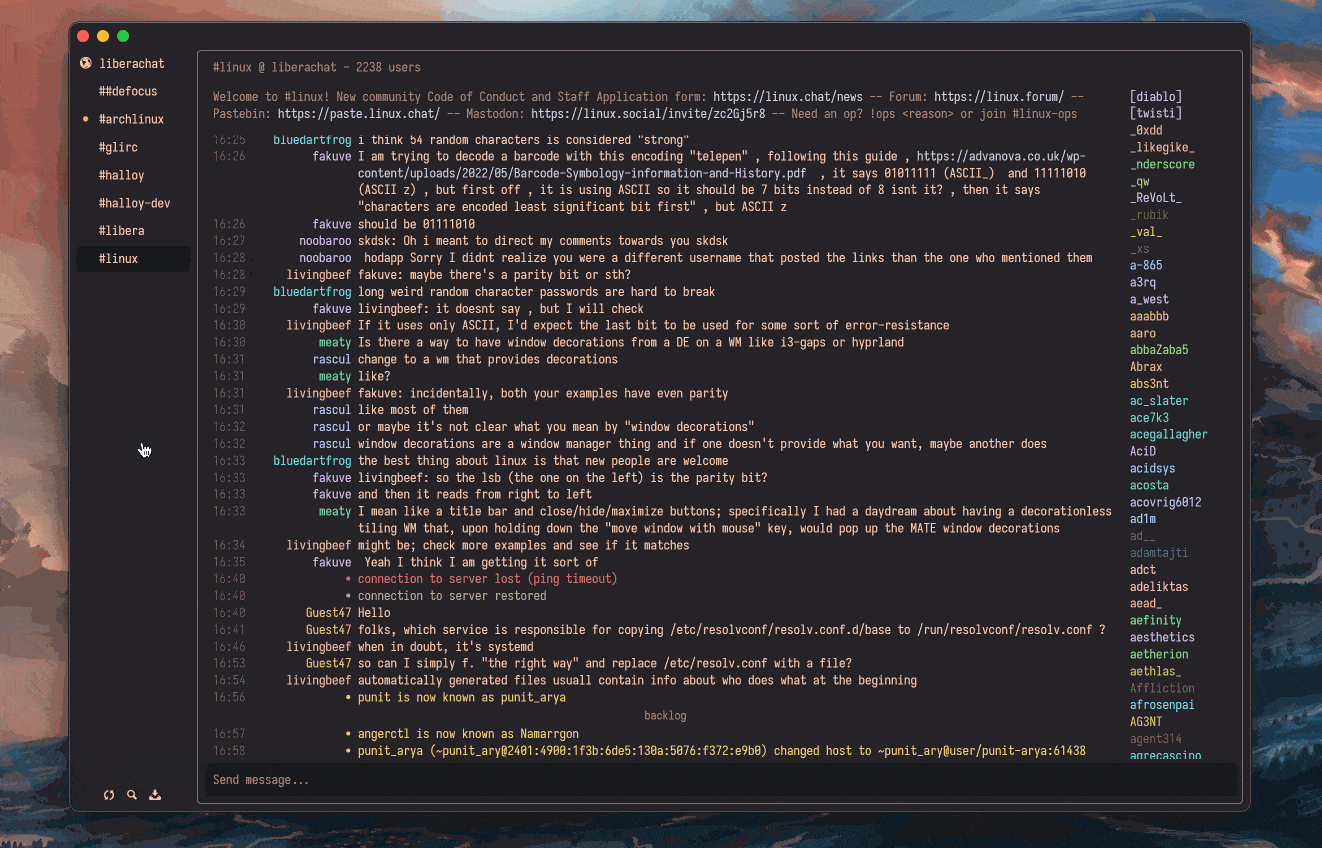 liberachat
##defocus
#archlinux
#glirc
#halloy
#halloy-dev
#libera
#linux
#linux @ liberachat - 2238 users
Welcome to #linux! New community Code of Conduct and Staff Application form: https://linux.chat/news -- Forum: https://linux.forum/ --
Pastebin: https://paste.linux.chat/ -- Mastodon: https://linux.social/invite/zc2Gj5r8 -- Need an op? !ops <reason> or join #linux-ops
16:25 bluedartfrog i think 54 random characters is considered "strong"
16:26 fakuve I am trying to decode a barcode with this encoding "telepen" , following this guide , https://advanova.co.uk/wp-
content/uploads/2022/05/Barcode-Symbology-information-and-History.pdf , it says 01011111 (ASCII_) and 11111010
(ASCII z) , but first off , it is using ASCII so it should be 7 bits instead of 8 isnt it? , then it says
"characters are encoded least significant bit first" , but ASCII z
16:26 fakuve should be 01111010
16:27 noobaroo skdsk: Oh i meant to direct my comments towards you skdsk
16:28 noobaroo hodapp Sorry I didnt realize you were a different username that posted the links than the one who mentioned them
16:28 livingbeef fakuve: maybe there's a parity bit or sth?
16:29 bluedartfrog long weird random character passwords are hard to break
16:29 fakuve livingbeef: it doesnt say , but I will check
16:30 livingbeef If it uses only ASCII, I'd expect the last bit to be used for some sort of error-resistance
16:30 meaty Is there a way to have window decorations from a DE on a WM like i3-gaps or hyprland
16:31 rascul change to a wm that provides decorations
16:31 meaty like?
16:31 livingbeef fakuve: incidentally, both your examples have even parity
16:31 rascul like most of them
16:32 rascul or maybe it's not clear what you mean by "window decorations"
16:32 rascul window decorations are a window manager thing and if one doesn't provide what you want, maybe another does
16:33 bluedartfrog the best thing about linux is that new people are welcome
16:33 fakuve livingbeef: so the lsb (the one on the left) is the parity bit?
16:33 fakuve and then it reads from right to left
16:33 meaty I mean like a title bar and close/hide/maximize buttons; specifically I had a daydream about having a decorationless
tiling WM that, upon holding down the "move window with mouse" key, would pop up the MATE window decorations
16:34 livingbeef might be; check more examples and see if it matches
16:35 fakuve Yeah I think I am getting it sort of
16:40 • connection to server lost (ping timeout)
16:40 • connection to server restored
16:40 Guest47 Hello
16:41 Guest47 folks, which service is responsible for copying /etc/resolvconf/resolv.conf.d/base to /run/resolvconf/resolv.conf ?
16:46 livingbeef when in doubt, it's systemd
16:53 Guest47 so can I simply f. "the right way" and replace /etc/resolv.conf with a file?
16:54 livingbeef automatically generated files usuall contain info about who does what at the beginning
16:56 • punit is now known as punit_arya
backlog
16:57 • angerctl is now known as Namarrgon
16:58 • punit_arya (~punit_ary@2401:4900:1f3b:6de5:130a:5076:f372:e9b0) changed host to ~punit_ary@user/punit-arya:61438
Send message...
[diablo]
[twisti]
_0xdd
_likegike_
_nderscore
_qw
_ReVoLt_
_rubik
_val_
_xs
a-865
a3rq
a_west
aaabbb
aaro
abbaZaba5
Abrax
abs3nt
ac_slater
ace7k3
acegallagher
AciD
acidsys
acosta
acovrig6012
ad1m
ad__
adamtajti
adct
adeliktas
aead_
aefinity
aesthetics
aetherion
aethlas_
Affliction
afrosenpai
AG3NT
agent314
agrecascino